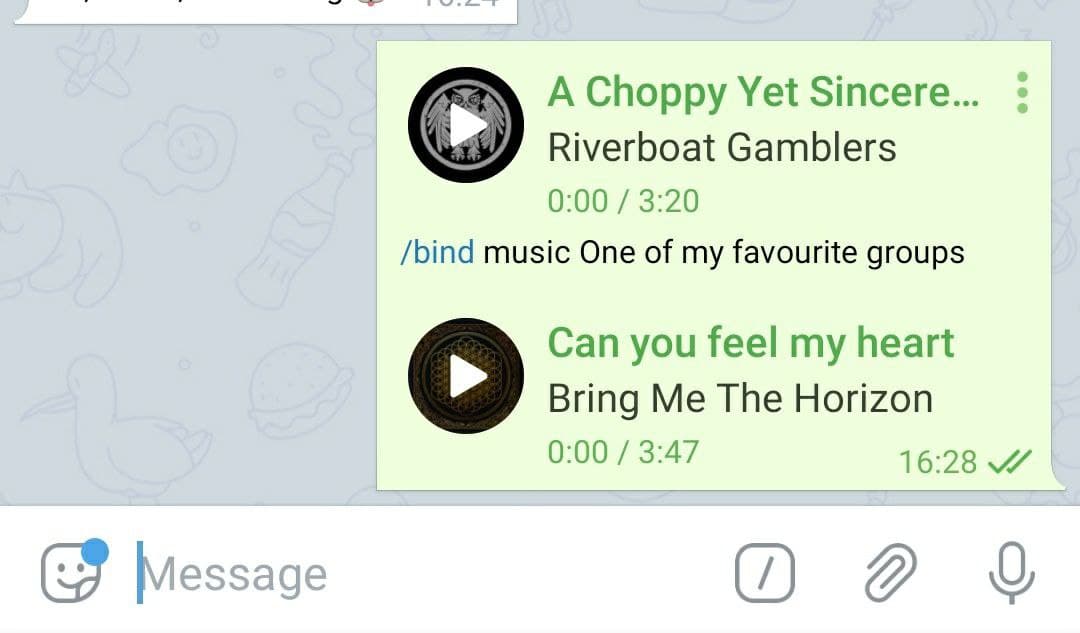 16:24
A Choppy Yet Sincere...
Riverboat Gamblers
0:00 / 3:20
/bind music One of my favourite groups
Can you feel my heart
Bring Me The Horizon
0:00 / 3:47
16:28
Message